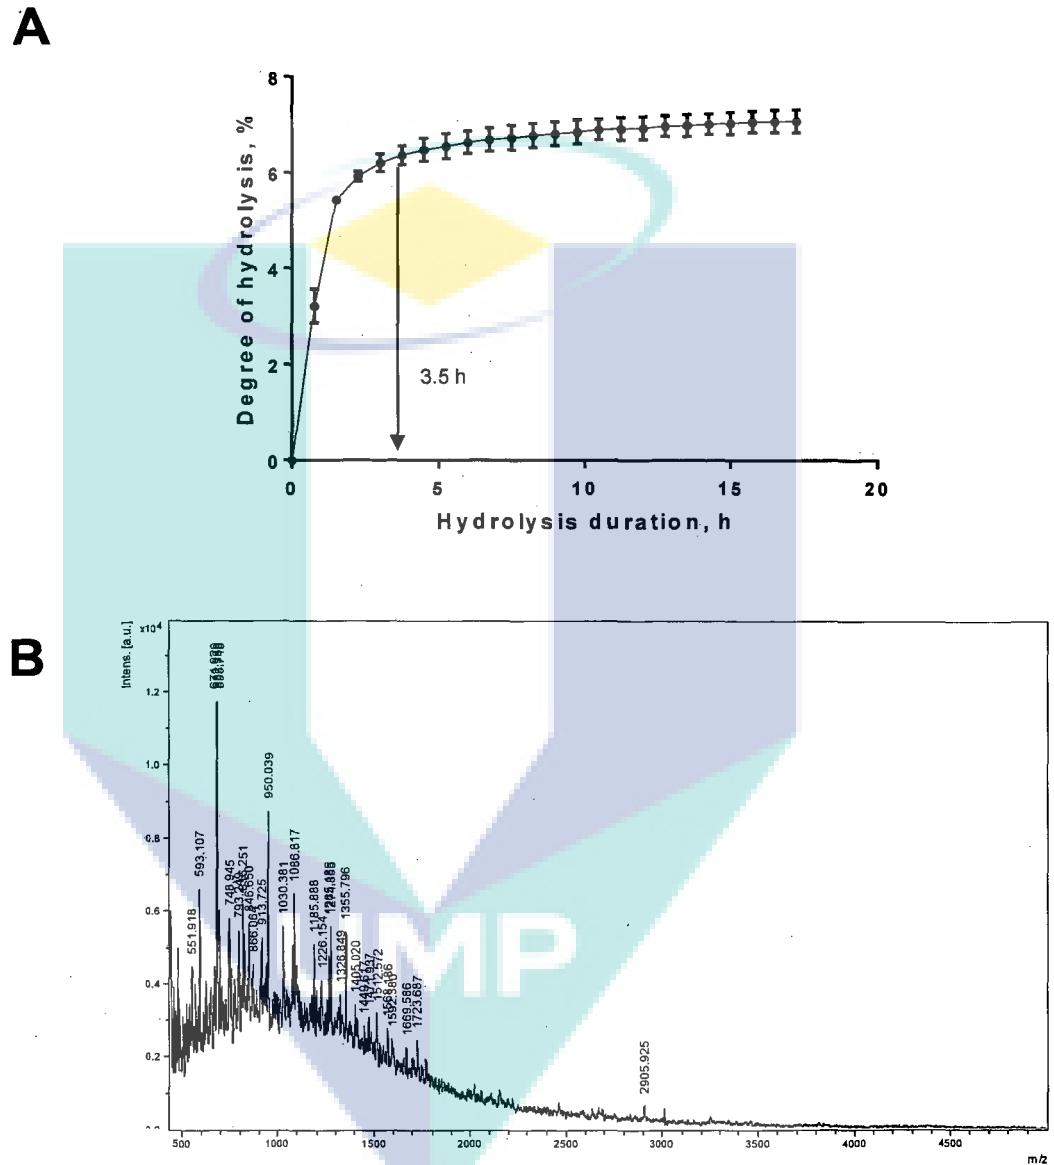 A
8
6
4
2
0
Degree of hydrolysis, %
3.5 h
0 5 10 15 20
Hydrolysis duration, h
B
Intens. [a.u.]
x10⁴
1.2
1.0
0.8
0.6
0.4
0.2
551.918
593.107
748.945
913.725
950.039
1030.381
1086.817
1185.888
1226.154
1326.849
1355.796
1405.020
1669.586
1723.687
2905.925
UMP
500 1000 1500 2000 2500 3000 3500 4000 4500
m/z